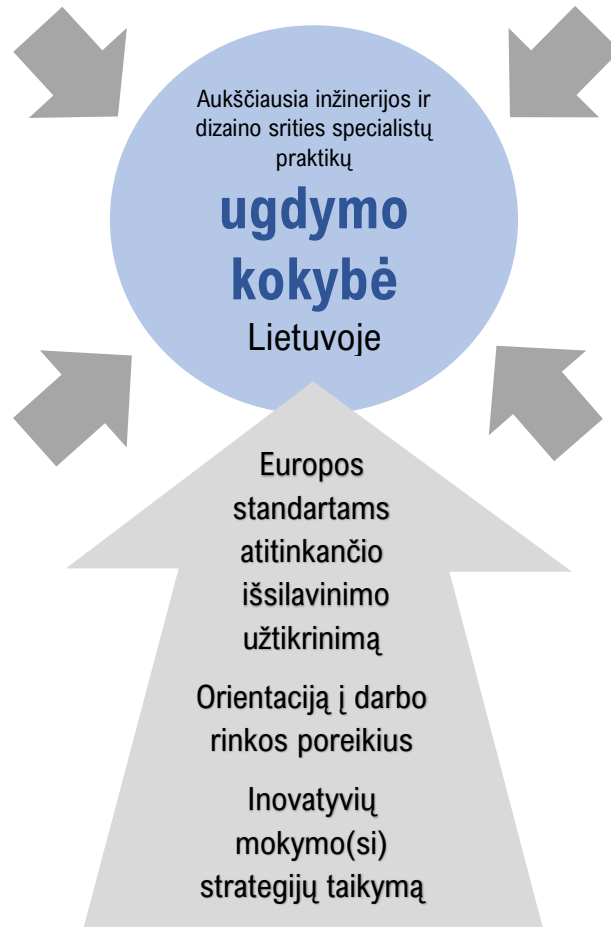 Aukščiausia inžinerijos ir
dizaino srities specialistų
praktikų
ugdymo
kokybė
Lietuvoje
Europos
standartams
atitinkančio
išsilavinimo
užtikrinimą
Orientaciją į darbo
rinkos poreikius
Inovatyvių
mokymo(si)
strategijų taikymą